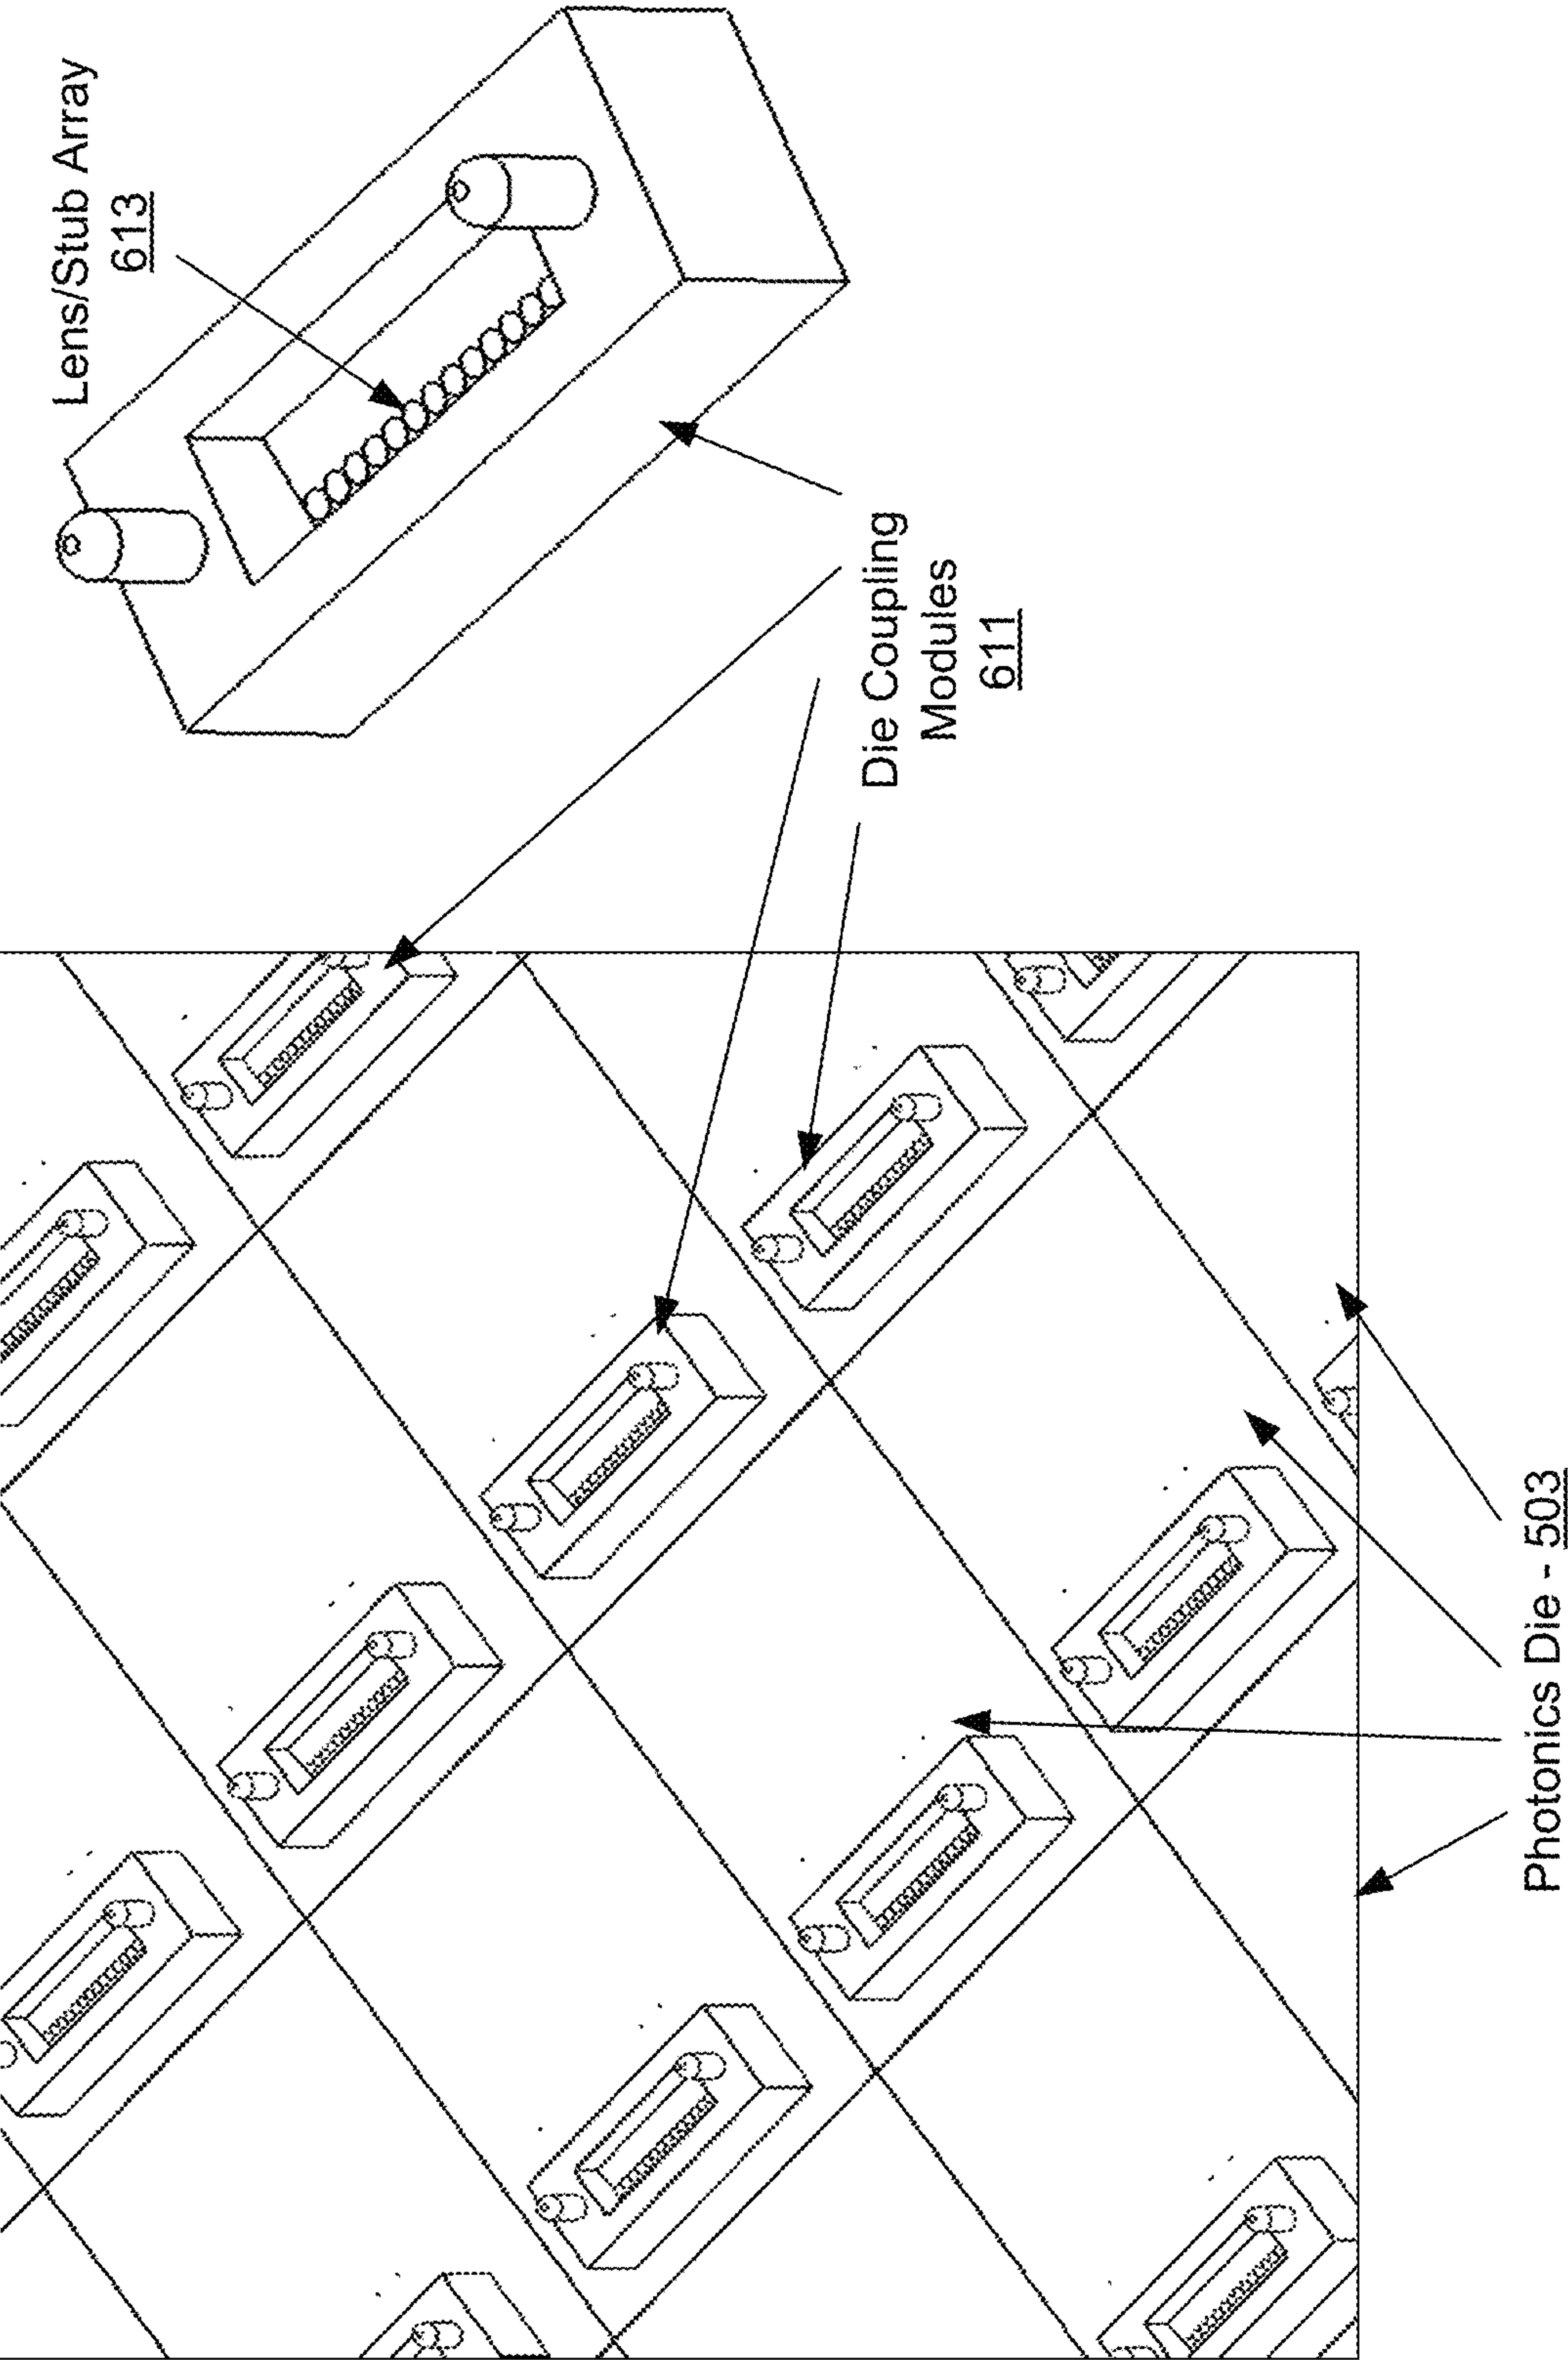 Lens/Stub Array
613
Die Coupling
Modules
611
Photonics Die - 503